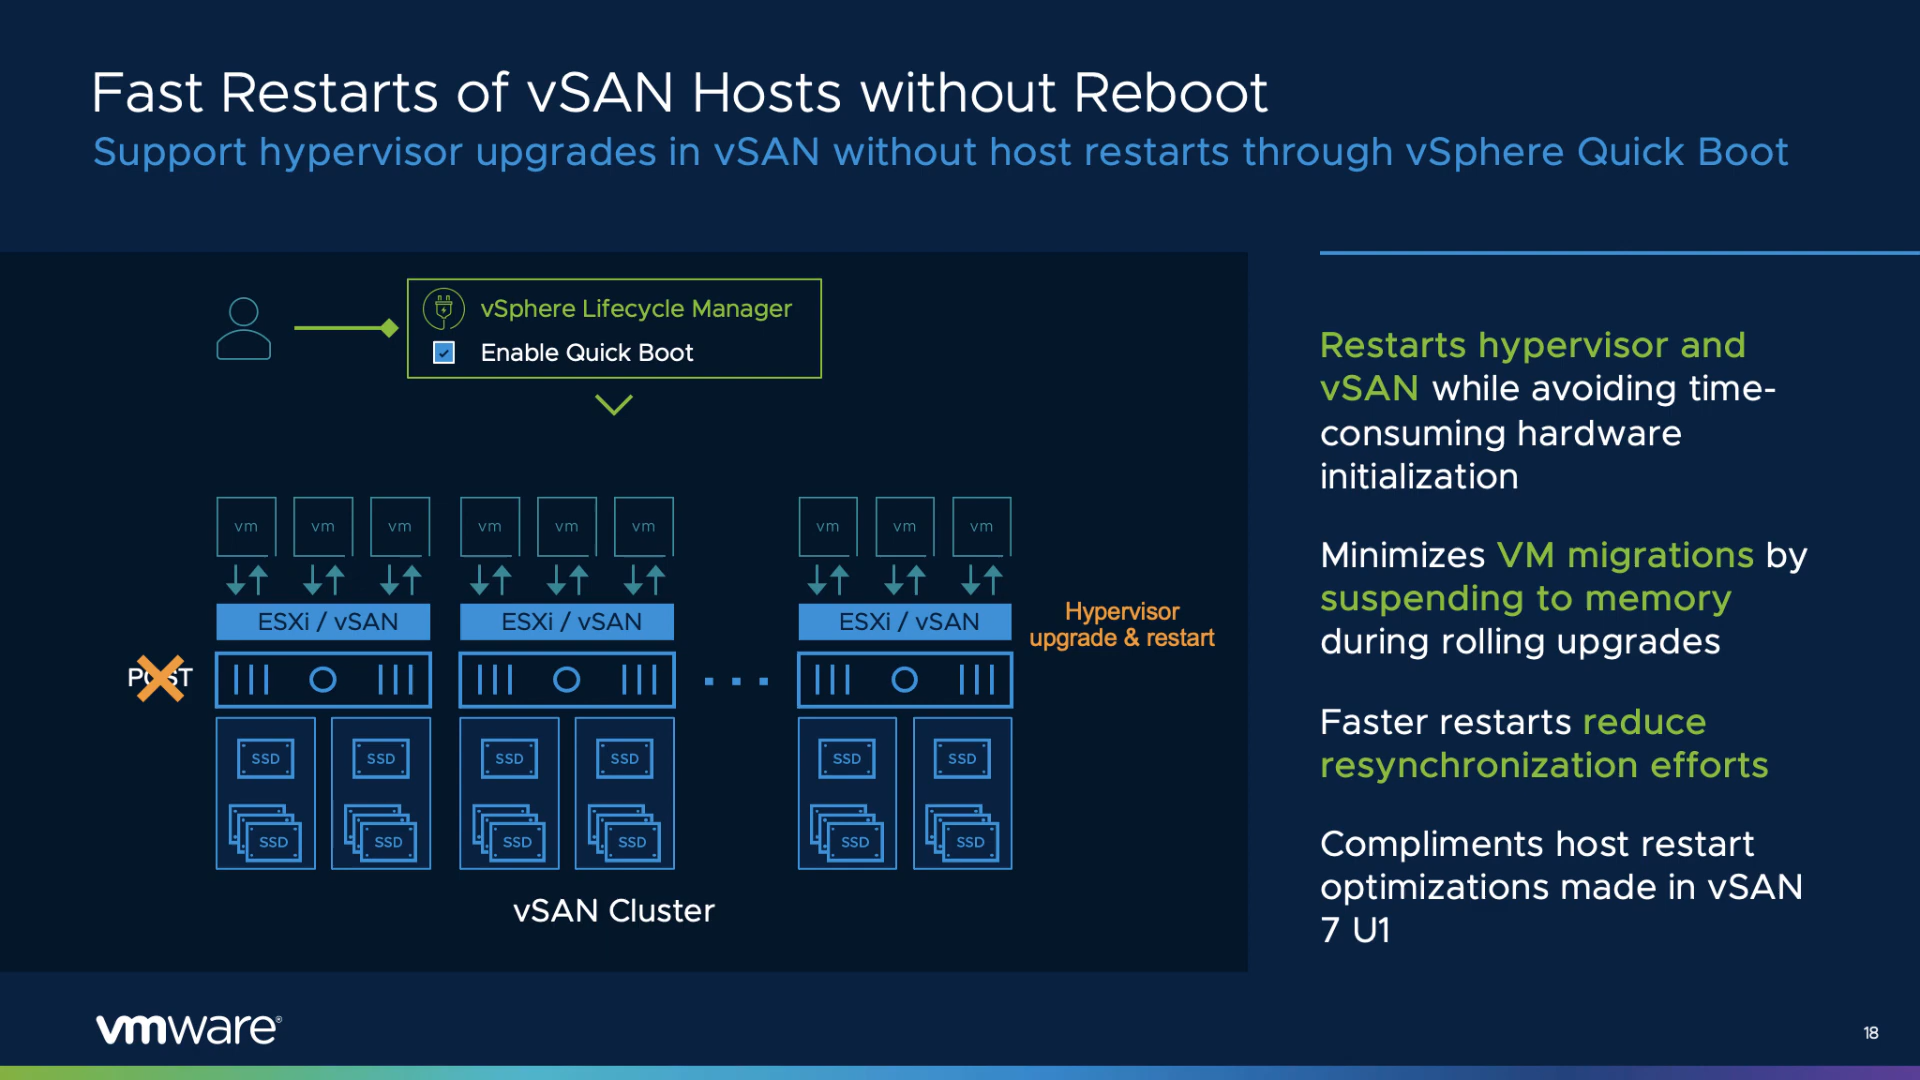 Fast Restarts of vSAN Hosts without Reboot
Support hypervisor upgrades in vSAN without host restarts through vSphere Quick Boot
vSphere Lifecycle Manager
Enable Quick Boot
vm vm vm vm vm vm vm vm vm
ESXi / vSAN ESXi / vSAN ESXi / vSAN
Hypervisor
upgrade & restart
POST
SSD SSD SSD SSD SSD SSD
SSD SSD SSD SSD SSD SSD
vSAN Cluster
Restarts hypervisor and
vSAN while avoiding time-
consuming hardware
initialization
Minimizes VM migrations by
suspending to memory
during rolling upgrades
Faster restarts reduce
resynchronization efforts
Compliments host restart
optimizations made in vSAN
7 U1
vmware®
18